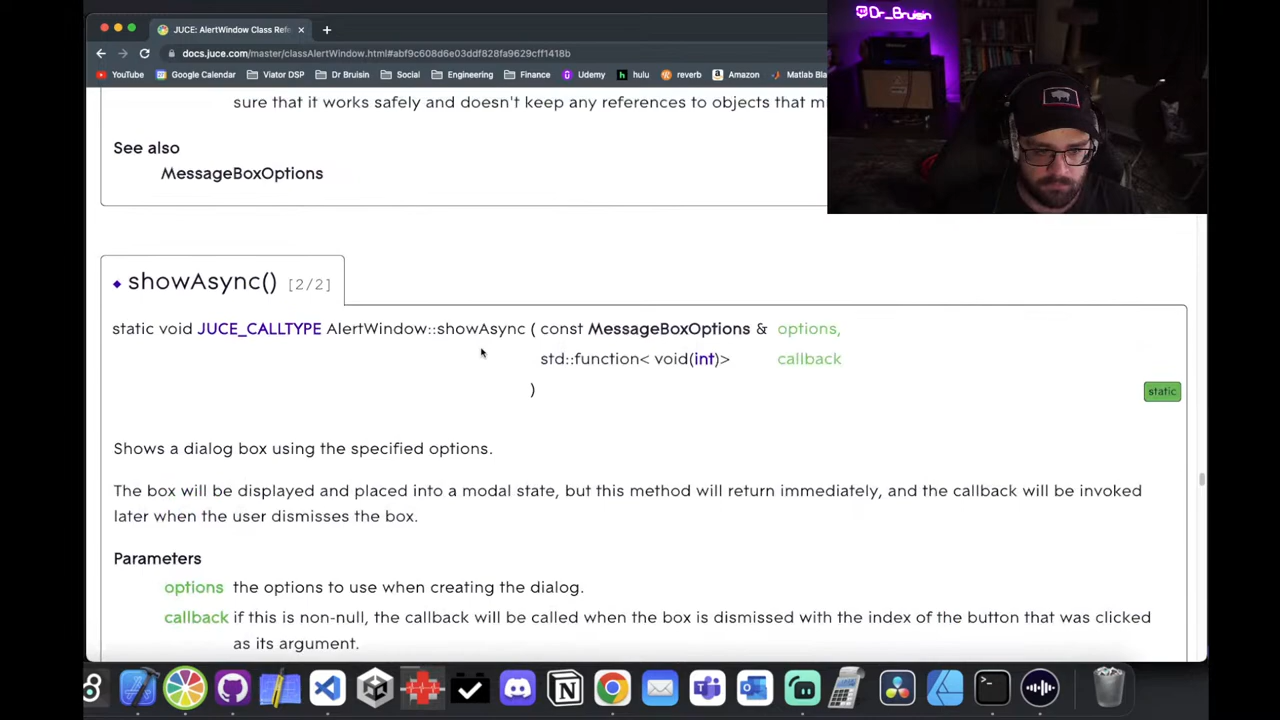 @Dr_Bruisin
JUCE: AlertWindow Class Refe
docs.juce.com/master/classAlertWindow.html#abf9c608d6e03ddf828fa9629cff1418b
YouTube Google Calendar Viator DSP Dr Bruisin Social Engineering Finance Udemy hulu reverb Amazon Matlab Bla
sure that it works safely and doesn't keep any references to objects that mi
See also
MessageBoxOptions
showAsync() [2/2]
static void JUCE_CALLTYPE AlertWindow::showAsync ( const MessageBoxOptions & options,
std::function< void(int)> callback
)
static
Shows a dialog box using the specified options.
The box will be displayed and placed into a modal state, but this method will return immediately, and the callback will be invoked
later when the user dismisses the box.
Parameters
options the options to use when creating the dialog.
callback if this is non-null, the callback will be called when the box is dismissed with the index of the button that was clicked
as its argument.